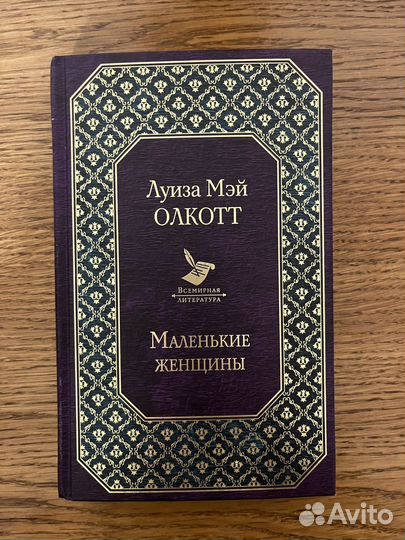 Луиза Мэй
ОЛКОТТ
Всемирная
литература
Маленькие
женщины
Avito